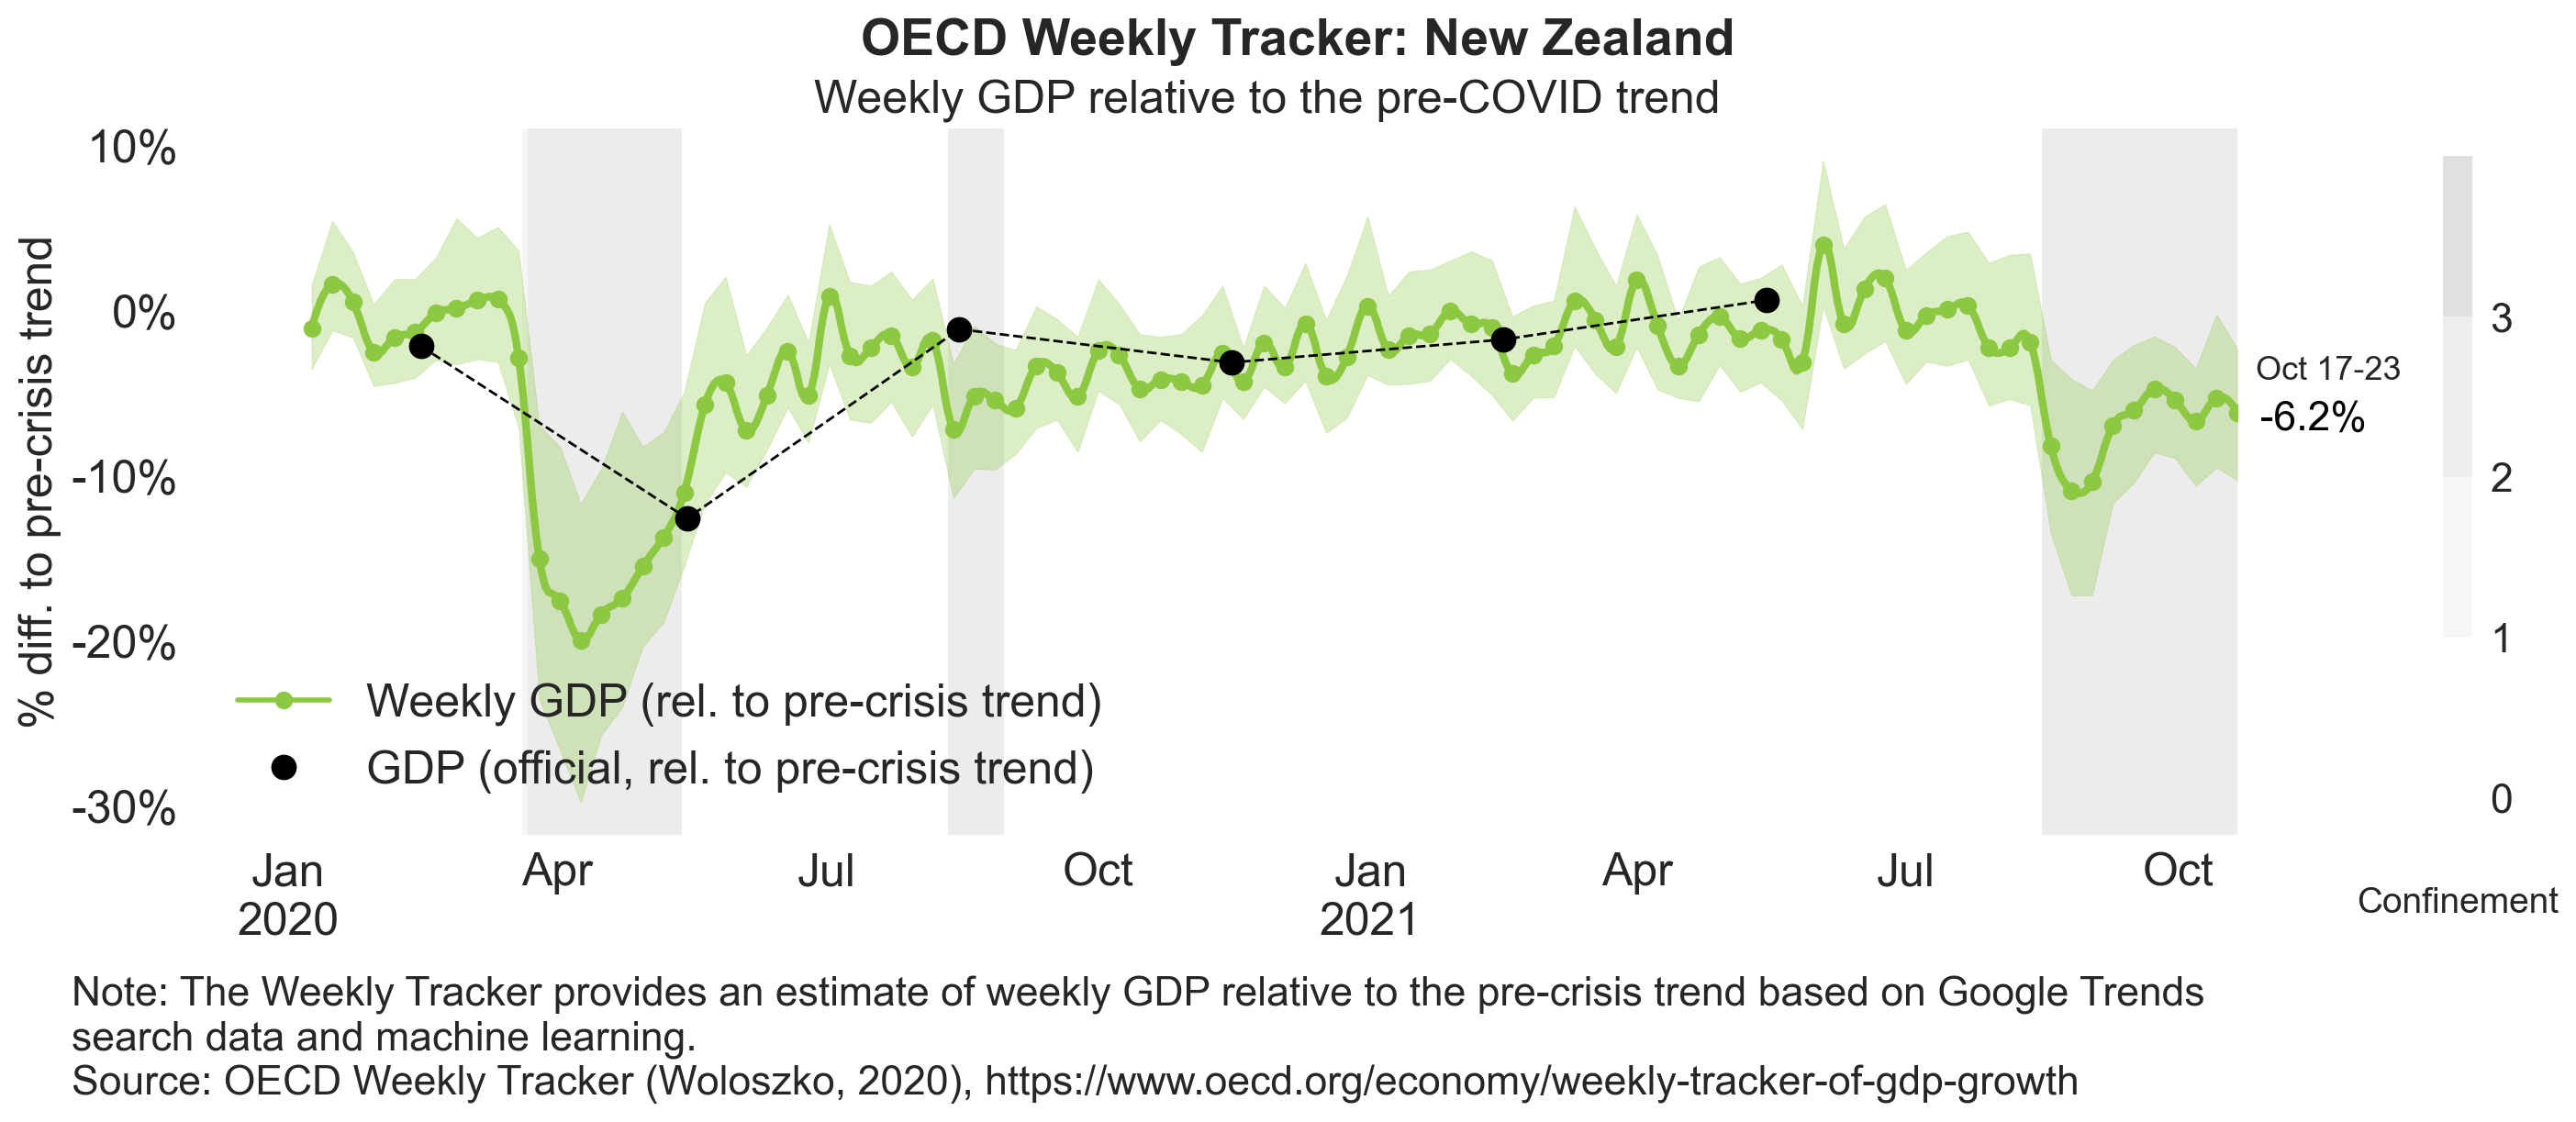 OECD Weekly Tracker: New Zealand
Weekly GDP relative to the pre-COVID trend
% diff. to pre-crisis trend
10%
0%
-10%
-20%
-30%
Weekly GDP (rel. to pre-crisis trend)
GDP (official, rel. to pre-crisis trend)
Oct 17-23
-6.2%
3
2
1
0
Confinement
Jan Apr Jul Oct Jan Apr Jul Oct
2020 2021
Note: The Weekly Tracker provides an estimate of weekly GDP relative to the pre-crisis trend based on Google Trends
search data and machine learning.
Source: OECD Weekly Tracker (Woloszko, 2020), https://www.oecd.org/economy/weekly-tracker-of-gdp-growth